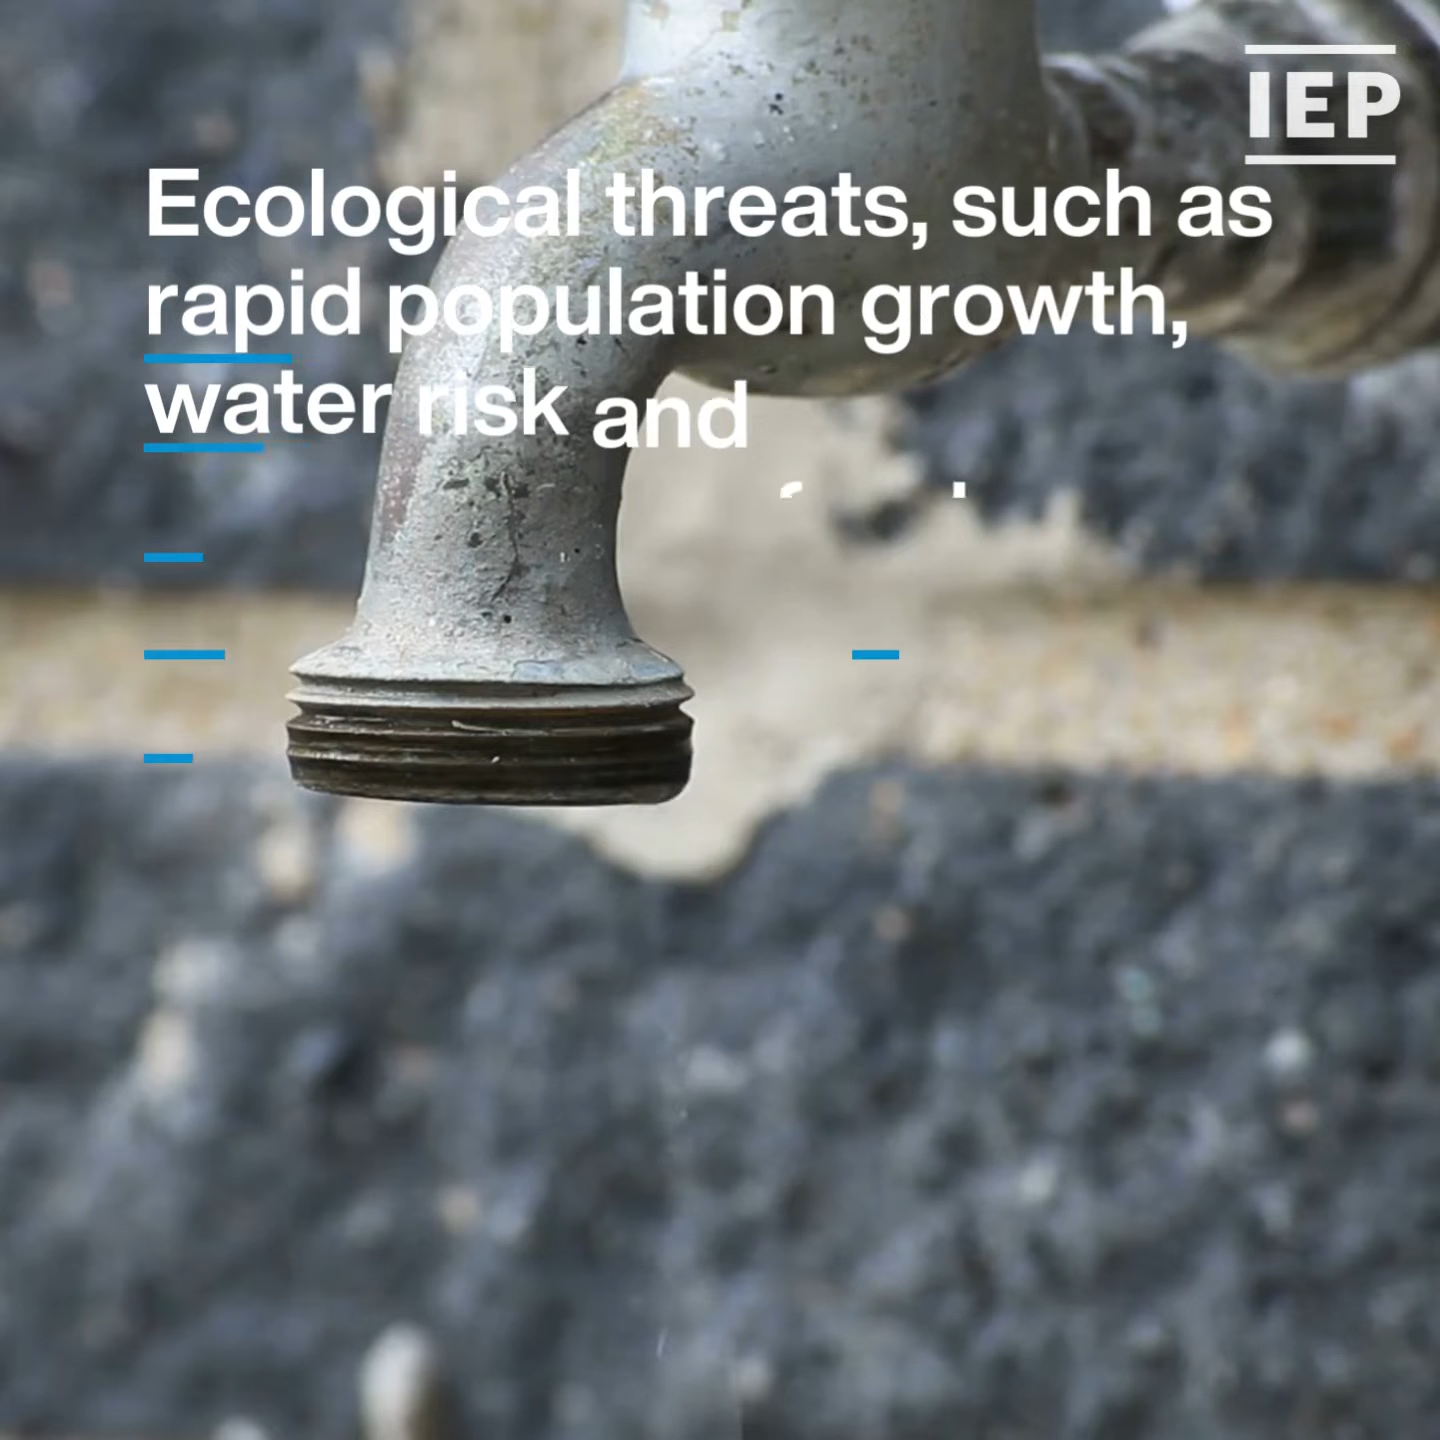 IEP
Ecological threats, such as
rapid population growth,
water risk and